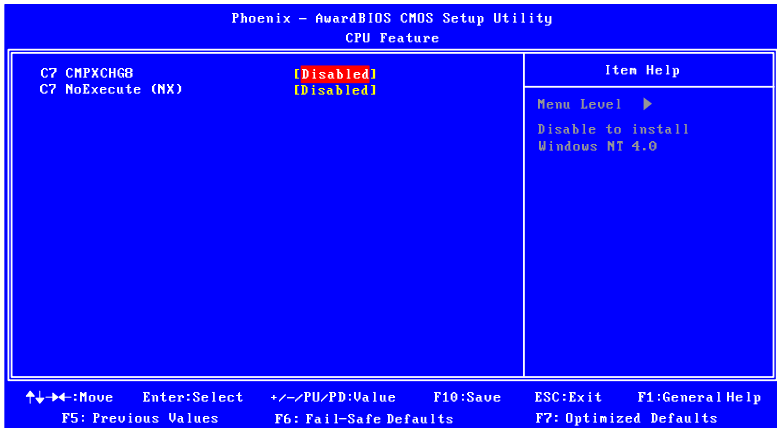 Phoenix – AwardBIOS CMOS Setup Utility
CPU Feature
C7 CMPXCHG8 [Disabled]
C7 NoExecute (NX) [Disabled]
Item Help
Menu Level ▶
Disable to install
Windows NT 4.0
↑↓→←:Move Enter:Select +/-/PU/PD:Value F10:Save ESC:Exit F1:General Help
F5: Previous Values F6: Fail-Safe Defaults F7: Optimized Defaults